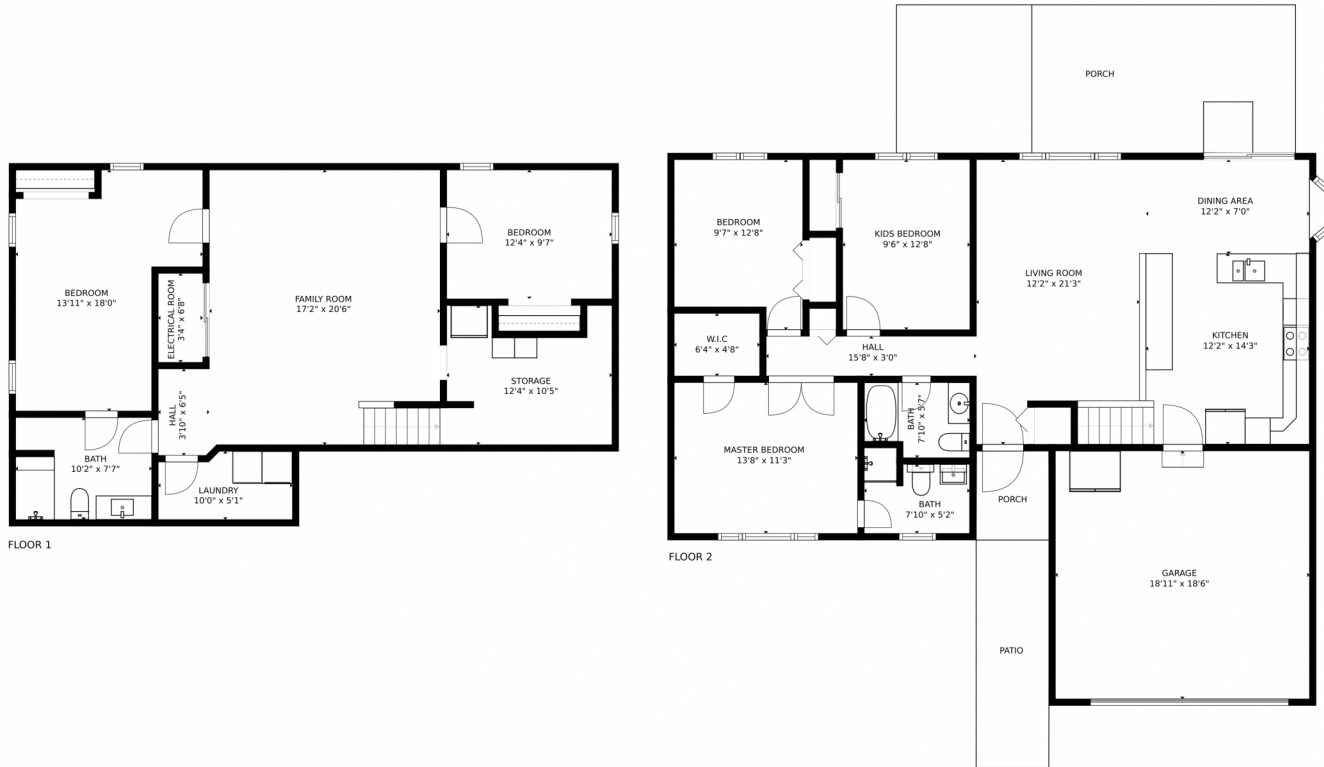 BEDROOM
13'11" x 18'0"
ELECTRICAL ROOM
3'4" x 6'8"
FAMILY ROOM
17'2" x 20'6"
BEDROOM
12'4" x 9'7"
STORAGE
12'4" x 10'5"
HALL
3'10" x 6'5"
BATH
10'2" x 7'7"
LAUNDRY
10'0" x 5'1"
FLOOR 1
PORCH
BEDROOM
9'7" x 12'8"
KIDS BEDROOM
9'6" x 12'8"
DINING AREA
12'2" x 7'0"
LIVING ROOM
12'2" x 21'3"
KITCHEN
12'2" x 14'3"
W.I.C
6'4" x 4'8"
HALL
15'8" x 3'0"
BATH
7'10" x 5'7"
MASTER BEDROOM
13'8" x 11'3"
BATH
7'10" x 5'2"
PORCH
GARAGE
18'11" x 18'6"
PATIO
FLOOR 2